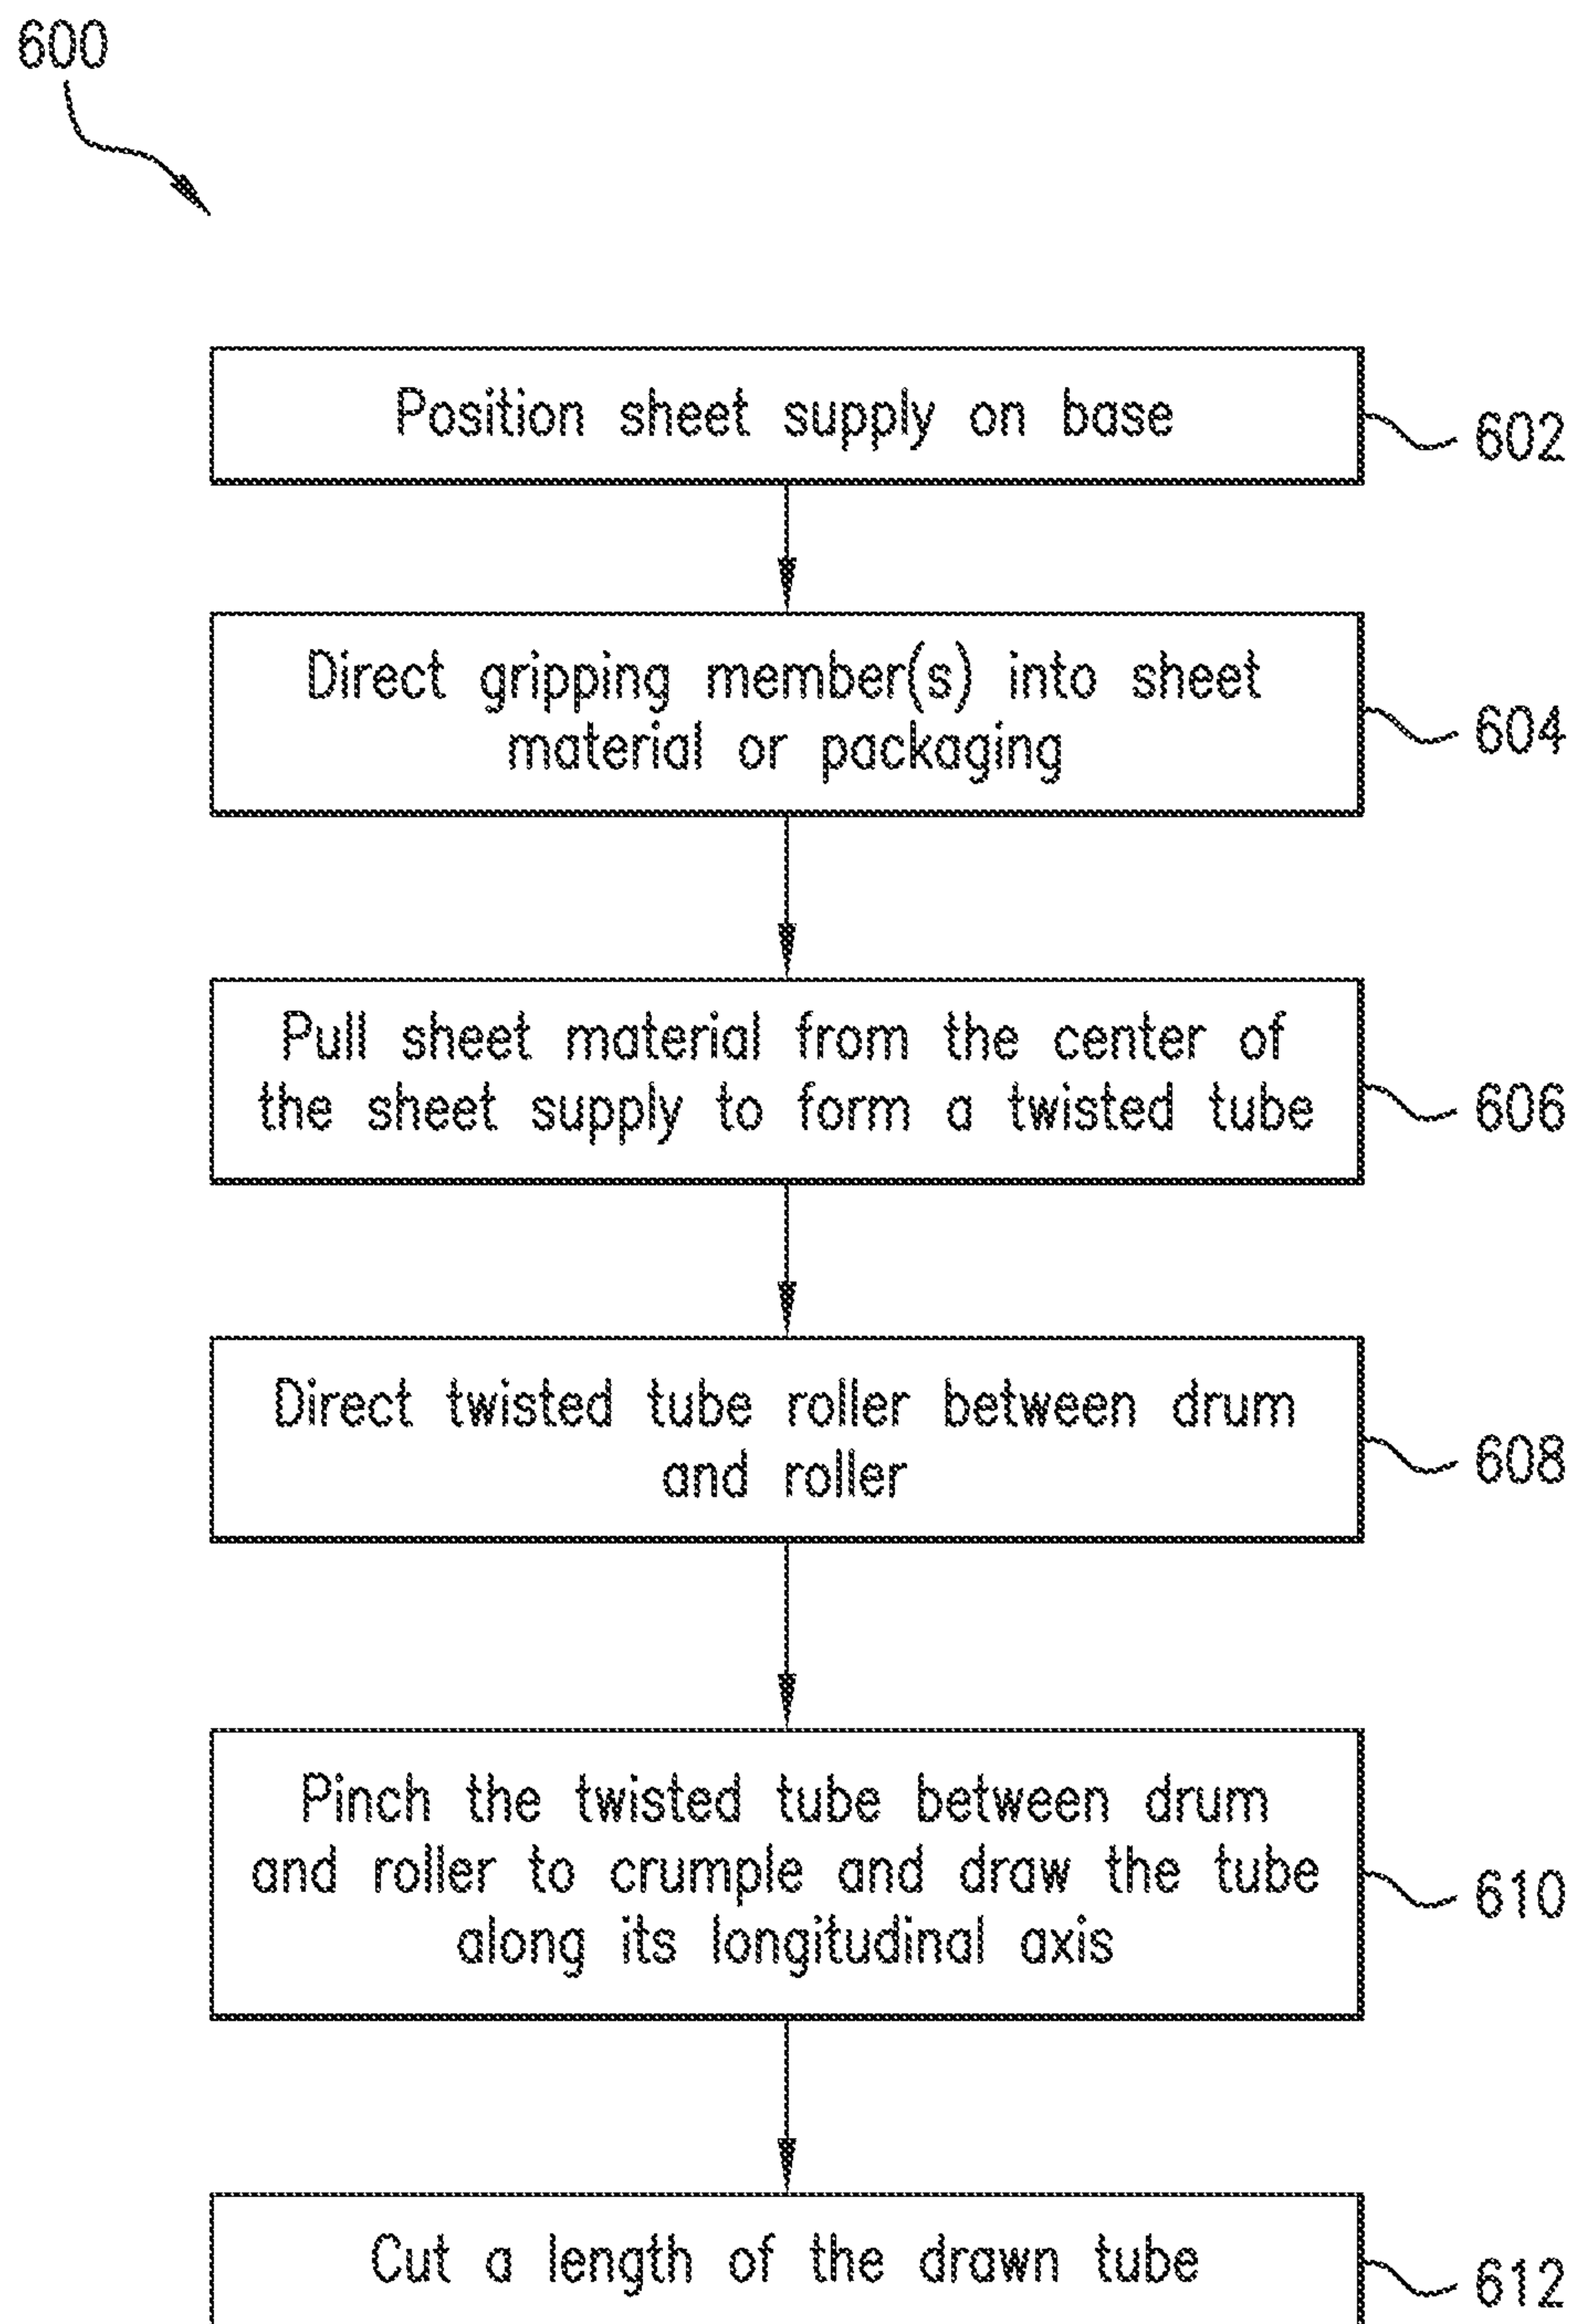 600
Position sheet supply on base
602
Direct gripping member(s) into sheet
material or packaging
604
Pull sheet material from the center of
the sheet supply to form a twisted tube
606
Direct twisted tube roller between drum
and roller
608
Pinch the twisted tube between drum
and roller to crumple and draw the tube
along its longitudinal axis
610
Cut a length of the drawn tube
612